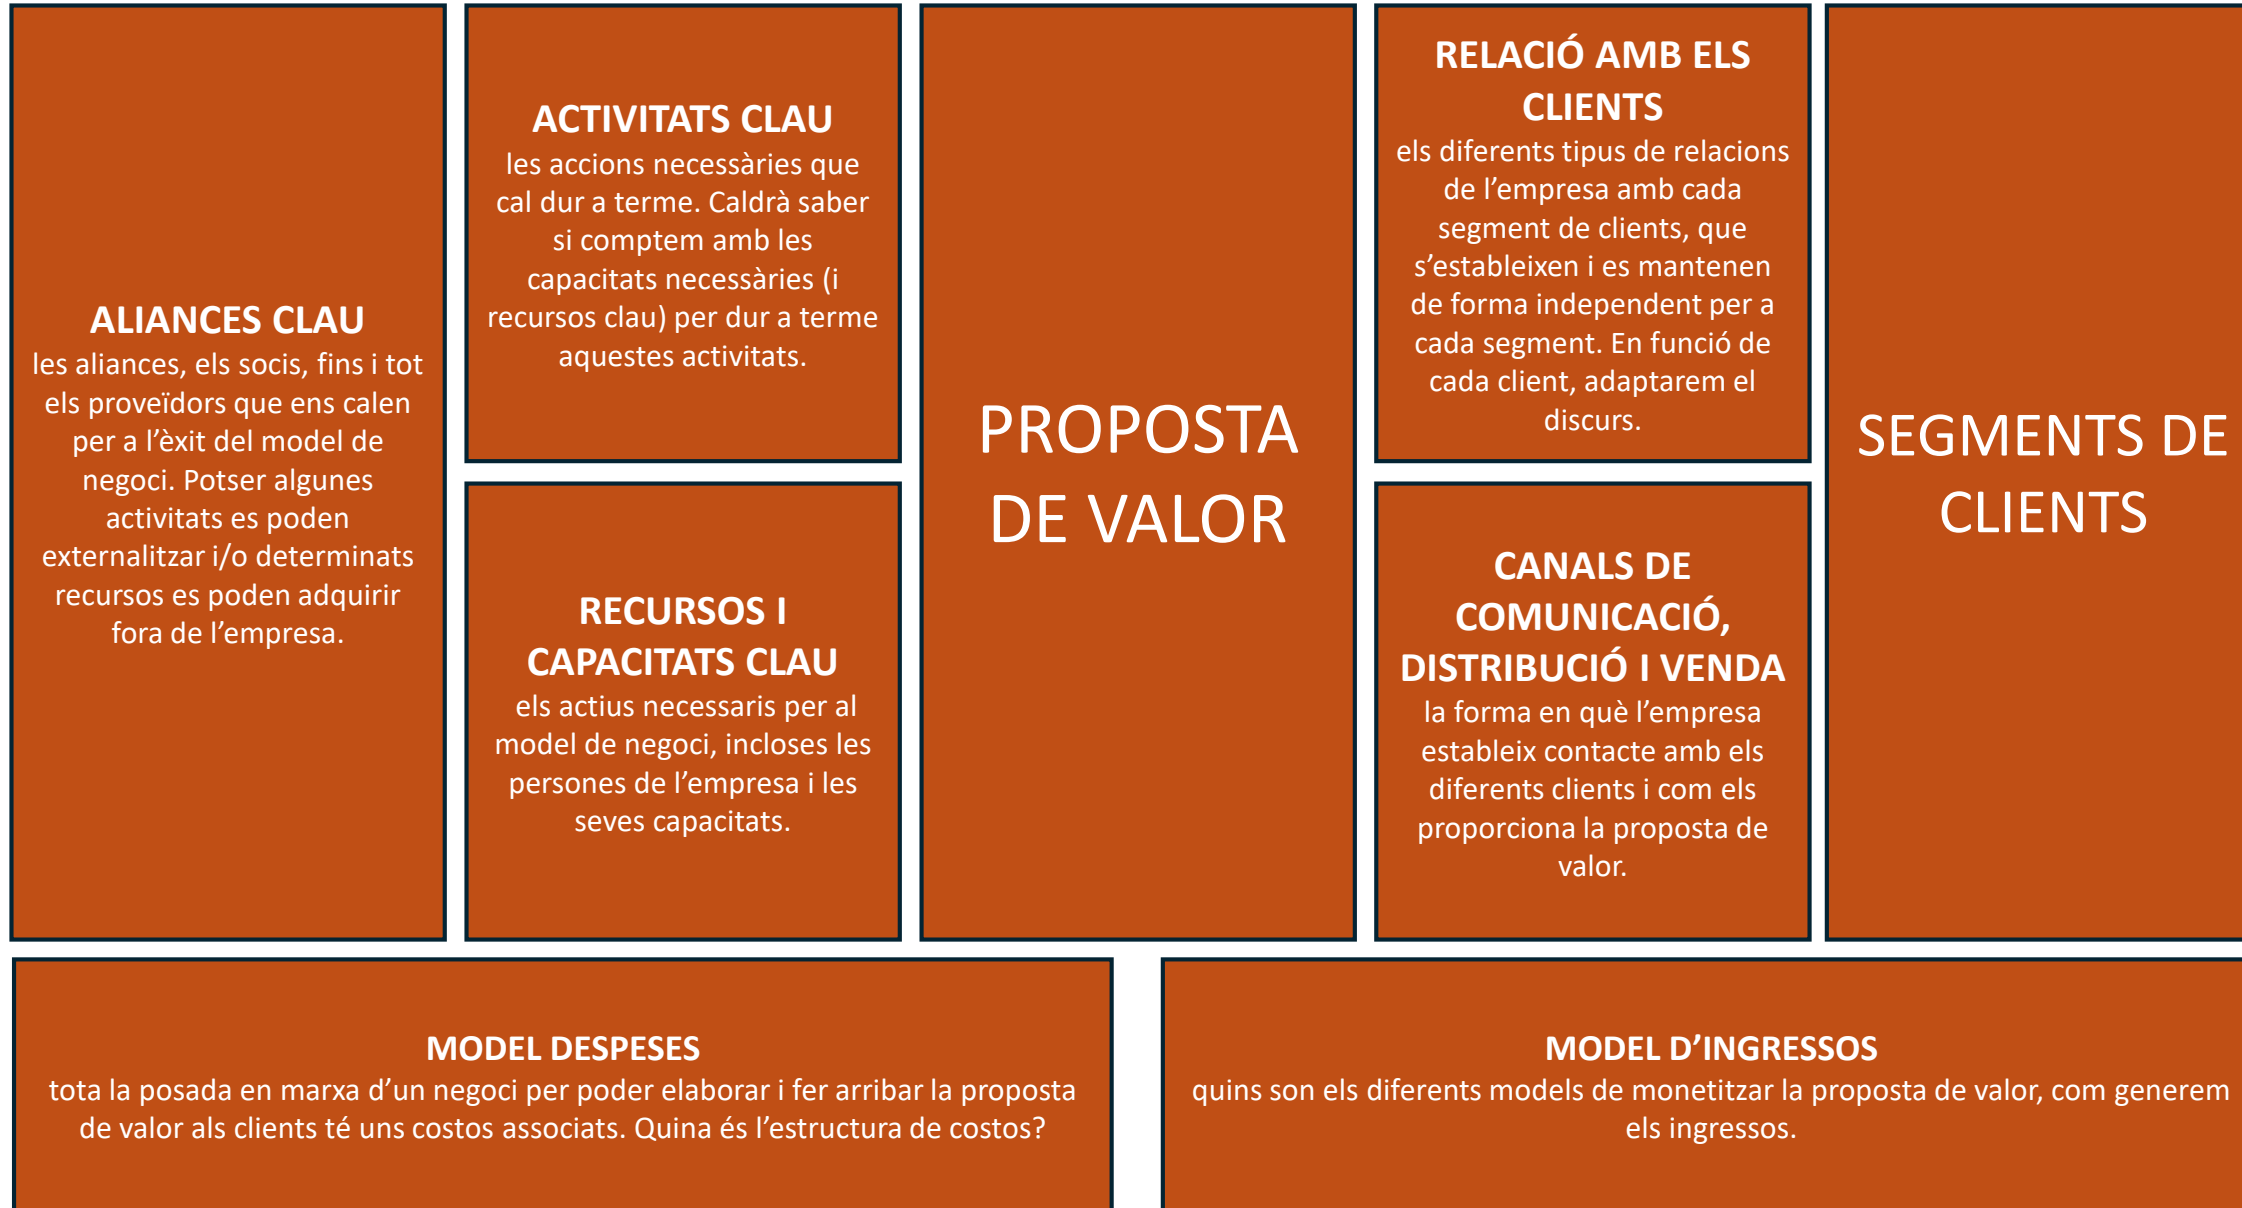 ALIANCES CLAU
les aliances, els socis, fins i tot
els proveïdors que ens calen
per a l’èxit del model de
negoci. Potser algunes
activitats es poden
externalitzar i/o determinats
recursos es poden adquirir
fora de l’empresa.
ACTIVITATS CLAU
les accions necessàries que
cal dur a terme. Caldrà saber
si comptem amb les
capacitats necessàries (i
recursos clau) per dur a terme
aquestes activitats.
RECURSOS I
CAPACITATS CLAU
els actius necessaris per al
model de negoci, incloses les
persones de l’empresa i les
seves capacitats.
PROPOSTA
DE VALOR
RELACIÓ AMB ELS
CLIENTS
els diferents tipus de relacions
de l’empresa amb cada
segment de clients, que
s’estableixen i es mantenen
de forma independent per a
cada segment. En funció de
cada client, adaptarem el
discurs.
CANALS DE
COMUNICACIÓ,
DISTRIBUCIÓ I VENDA
la forma en què l’empresa
estableix contacte amb els
diferents clients i com els
proporciona la proposta de
valor.
SEGMENTS DE
CLIENTS
MODEL DESPESES
tota la posada en marxa d’un negoci per poder elaborar i fer arribar la proposta
de valor als clients té uns costos associats. Quina és l’estructura de costos?
MODEL D’INGRESSOS
quins son els diferents models de monetitzar la proposta de valor, com generem
els ingressos.